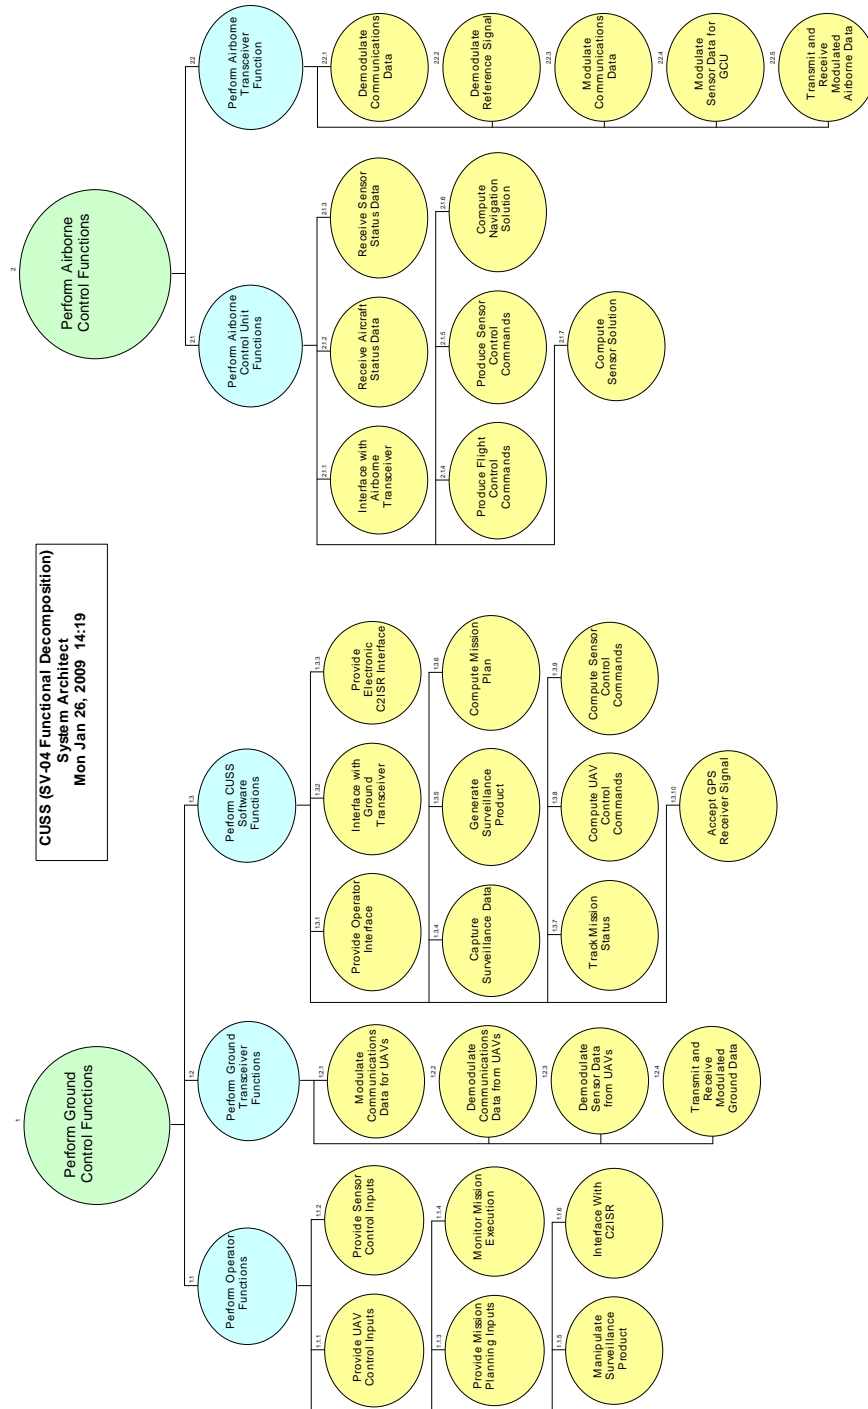 CUSS (SV-04 Functional Decomposition)
System Architect
Mon Jan 26, 2009 14:19
1
Perform Ground
Control Functions
1.1
Perform Operator
Functions
1.1.1
Provide UAV
Control Inputs
1.1.2
Provide Sensor
Control Inputs
1.1.3
Provide Mission
Planning Inputs
1.1.4
Monitor Mission
Execution
1.1.5
Manipulate
Surveillance
Product
1.1.6
Interface With
C2ISR
1.2
Perform Ground
Transceiver
Functions
1.2.1
Modulate
Communications
Data for UAVs
1.2.2
Demodulate
Communications
Data from UAVs
1.2.3
Demodulate
Sensor Data
from UAVs
1.2.4
Transmit and
Receive
Modulated
Ground Data
1.3
Perform CUSS
Software
Functions
1.3.1
Provide Operator
Interface
1.3.2
Interface with
Ground
Transceiver
1.3.3
Provide
Electronic
C2ISR Interface
1.3.4
Capture
Surveillance Data
1.3.5
Generate
Surveillance
Product
1.3.6
Compute Mission
Plan
1.3.7
Track Mission
Status
1.3.8
Compute UAV
Control
Commands
1.3.9
Compute Sensor
Control
Commands
1.3.10
Accept GPS
Receiver Signal
2
Perform Airborne
Control Functions
2.1
Perform Airborne
Control Unit
Functions
2.1.1
Interface with
Airborne
Transceiver
2.1.2
Receive Aircraft
Status Data
2.1.3
Receive Sensor
Status Data
2.1.4
Produce Flight
Control
Commands
2.1.5
Produce Sensor
Control
Commands
2.1.6
Compute
Navigation
Solution
2.1.7
Compute
Sensor Solution
2.2
Perform Airborne
Transceiver
Function
2.2.1
Demodulate
Communications
Data
2.2.2
Demodulate
Reference Signal
2.2.3
Modulate
Communications
Data
2.2.4
Modulate
Sensor Data for
GCU
2.2.5
Transmit and
Receive
Modulated
Airborne Data